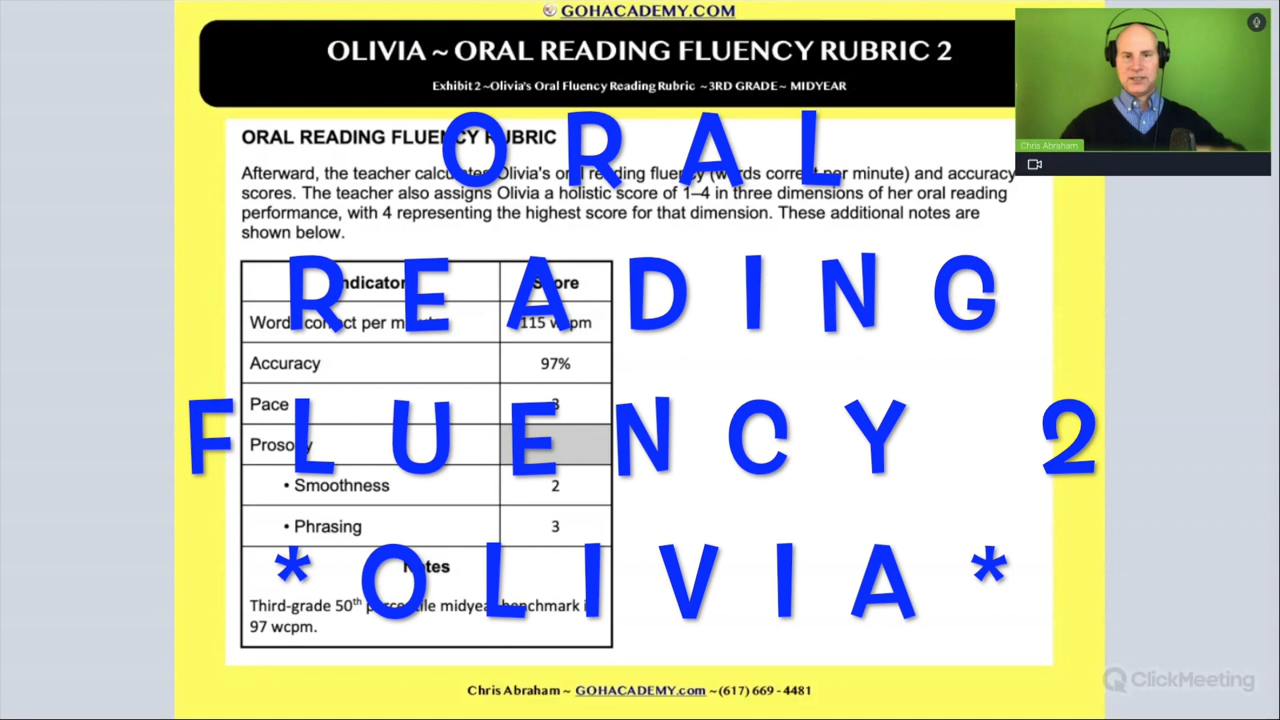 GOHACADEMY.COM
OLIVIA ~ ORAL READING FLUENCY RUBRIC 2
Exhibit 2 ~Olivia's Oral Fluency Reading Rubric ~3RD GRADE~ MIDYEAR
Chris Abraham
ORAL READING FLUENCY RUBRIC
Afterward, the teacher calculates Olivia's oral reading fluency (words correct per minute) and accuracy
scores. The teacher also assigns Olivia a holistic score of 1–4 in three dimensions of her oral reading
performance, with 4 representing the highest score for that dimension. These additional notes are
shown below.
Indicator Score
Words correct per minute 115 wcpm
Accuracy 97%
Pace 3
Prosody
• Smoothness 2
• Phrasing 3
Notes
Third-grade 50th percentile midyear benchmark is
97 wcpm.
ORAL
READING
FLUENCY 2
*OLIVIA*
Chris Abraham ~ GOHACADEMY.com ~(617) 669 - 4481
ClickMeeting